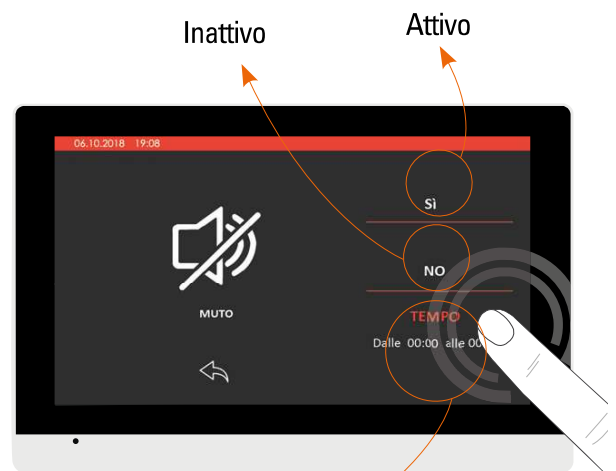 Inattivo
Attivo
06.10.2018 19:08
Sì
NO
MUTO
TEMPO
Dalle 00:00 alle 00